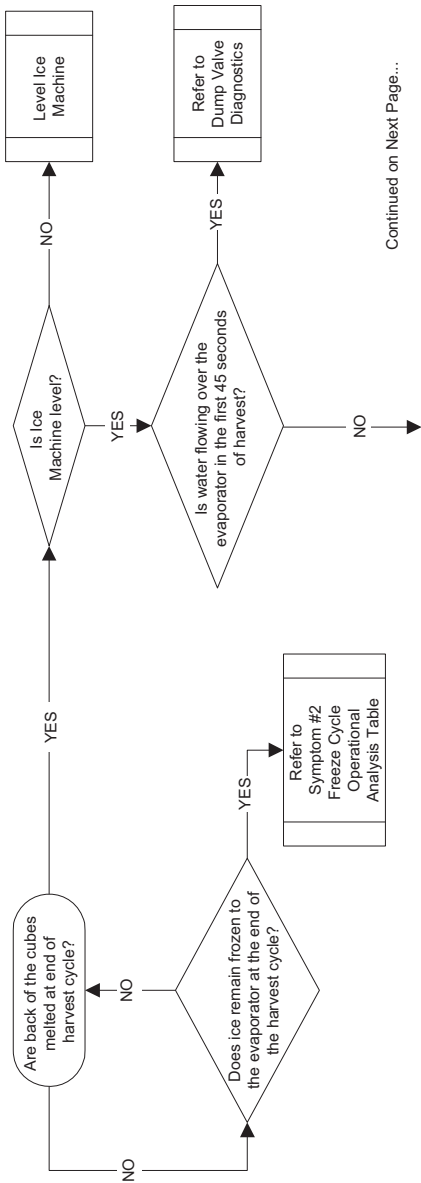 Are back of the cubes
melted at end of
harvest cycle?
YES
NO
NO
Does ice remain frozen to
the evaporator at the end of
the harvest cycle?
YES
Refer to
Symptom #2
Freeze Cycle
Operational
Analysis Table
Is Ice
Machine level?
NO
Level Ice
Machine
YES
Is water flowing over the
evaporator in the first 45 seconds
of harvest?
YES
Refer to
Dump Valve
Diagnostics
NO
Continued on Next Page...